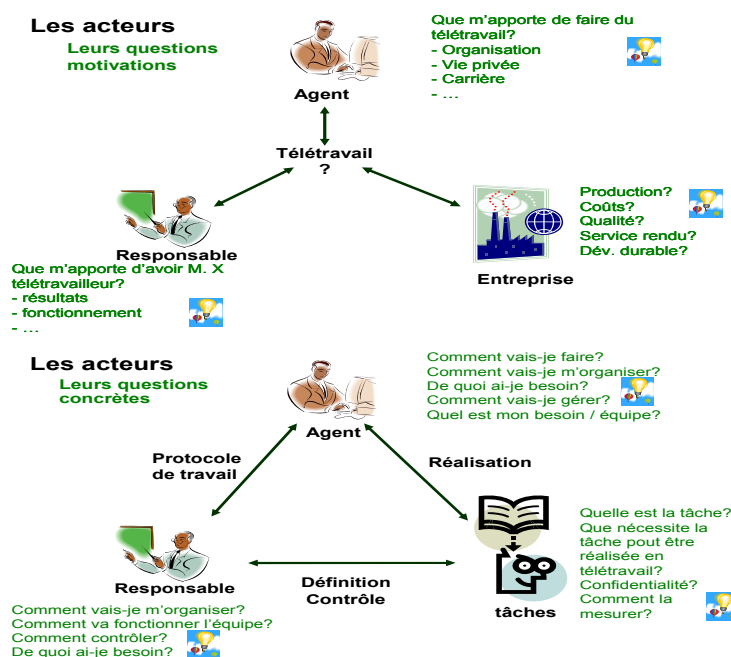 Les acteurs
Leurs questions
motivations
Agent
Que m’apporte de faire du
télétravail?
- Organisation
- Vie privée
- Carrière
- …
Télétravail
?
Responsable
Que m’apporte d’avoir M. X
télétravailleur?
- résultats
- fonctionnement
- …
Entreprise
Production?
Coûts?
Qualité?
Service rendu?
Dév. durable?
Les acteurs
Leurs questions
concrètes
Agent
Comment vais-je faire?
Comment vais-je m’organiser?
De quoi ai-je besoin?
Comment vais-je gérer?
Quel est mon besoin / équipe?
Protocole
de travail
Réalisation
Responsable
Définition
Contrôle
tâches
Quelle est la tâche?
Que nécessite la
tâche pout être
réalisée en
télétravail?
Confidentialité?
Comment la
mesurer?
Comment vais-je m’organiser?
Comment va fonctionner l’équipe?
Comment contrôler?
De quoi ai-je besoin?